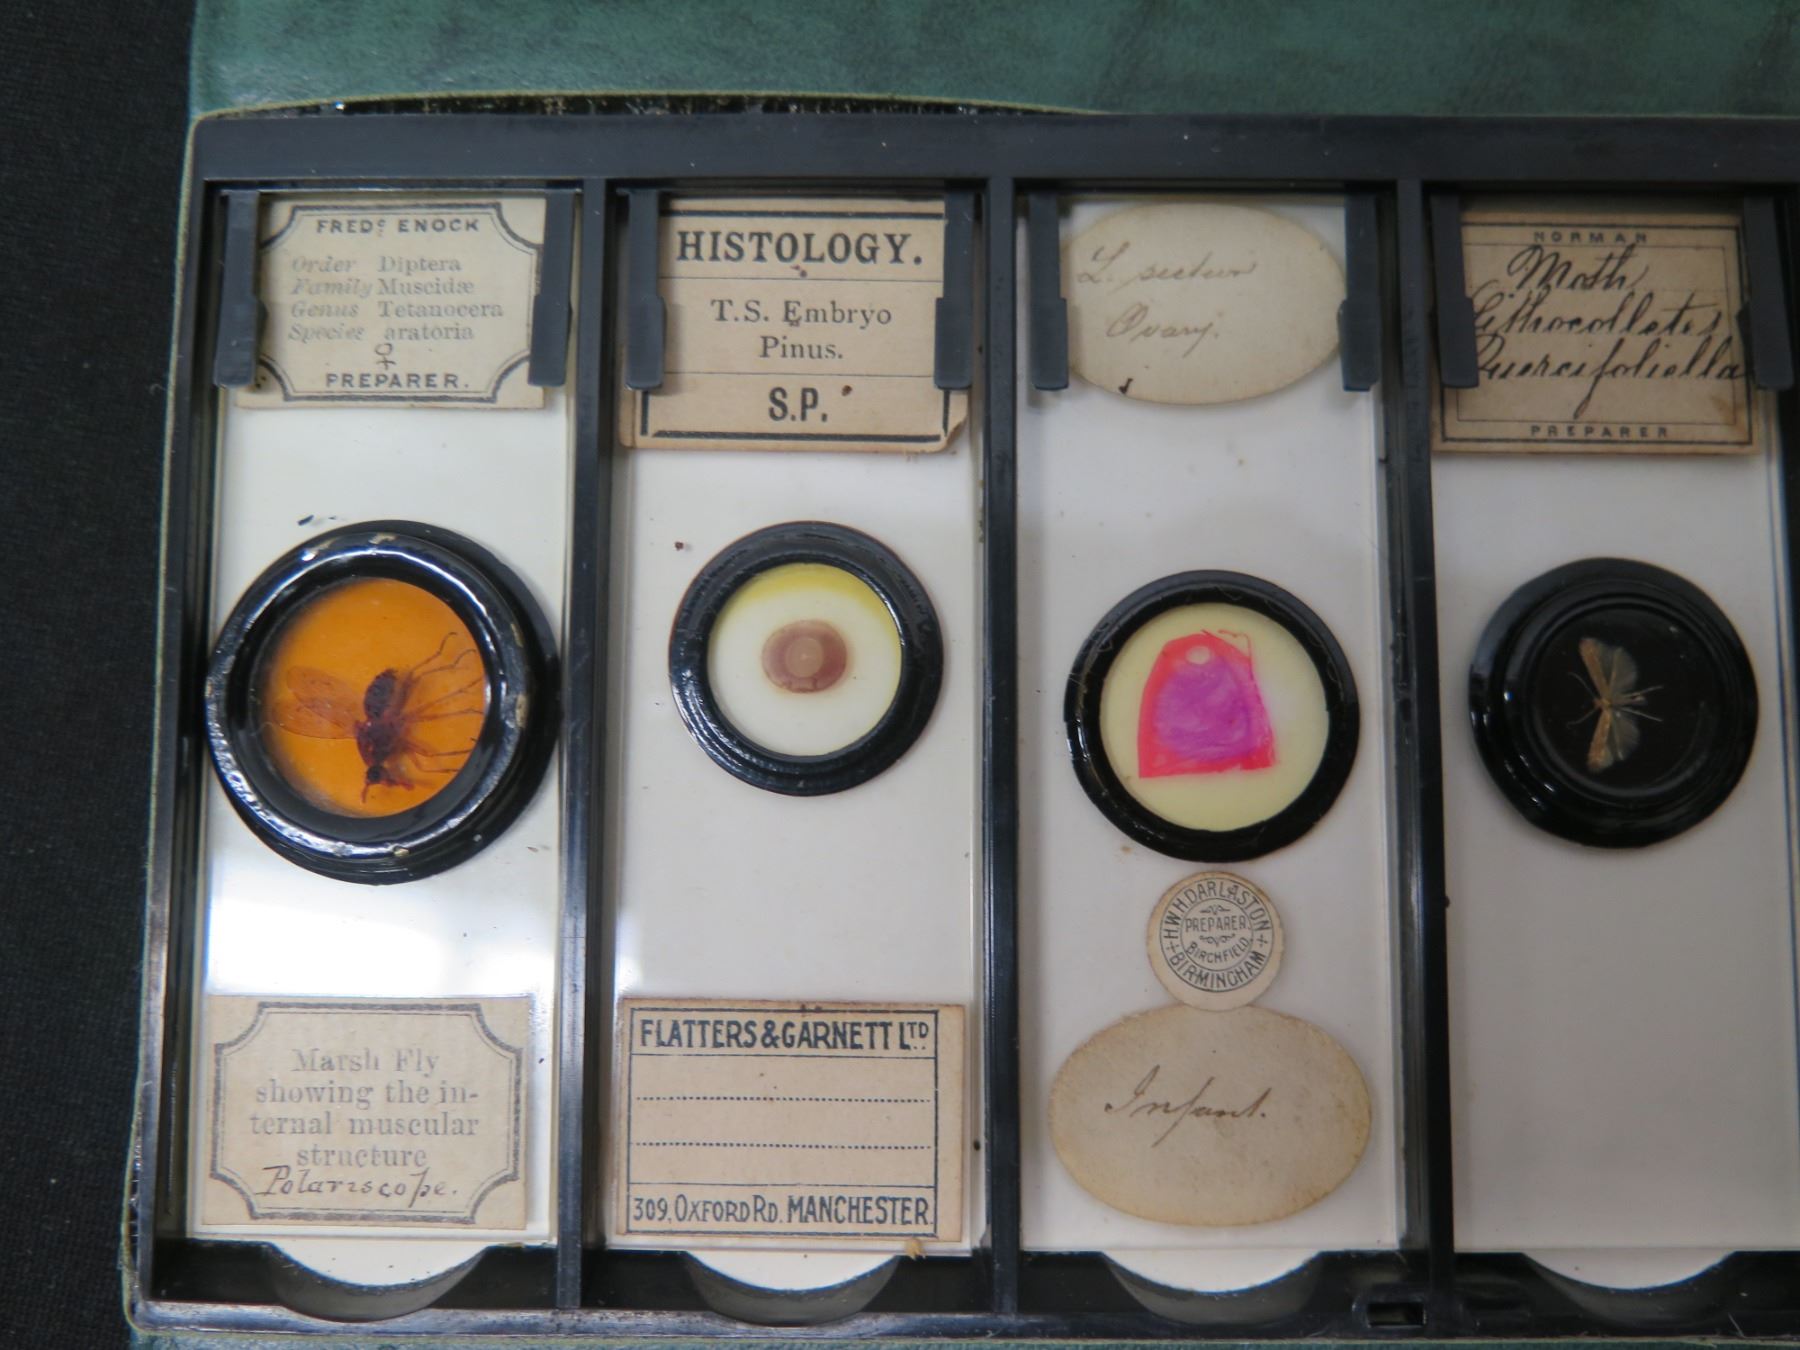 FREDC ENOCK
Order Diptera
Family Muscidæ
Genus Tetanocera
Species aratoria
♀
PREPARER.
Marsh Fly
showing the in-
ternal muscular
structure
Polariscope.
HISTOLOGY.
T.S. Embryo
Pinus.
S.P.
FLATTERS & GARNETT LTD
309, OXFORD RD. MANCHESTER.
L. section
Ovary.
H.W.H. DARLASTON
PREPARER
BIRCHFIELD
BIRMINGHAM
Infant.
NORMAN
Moth
Lithocolletes
Quercifoliella
PREPARER